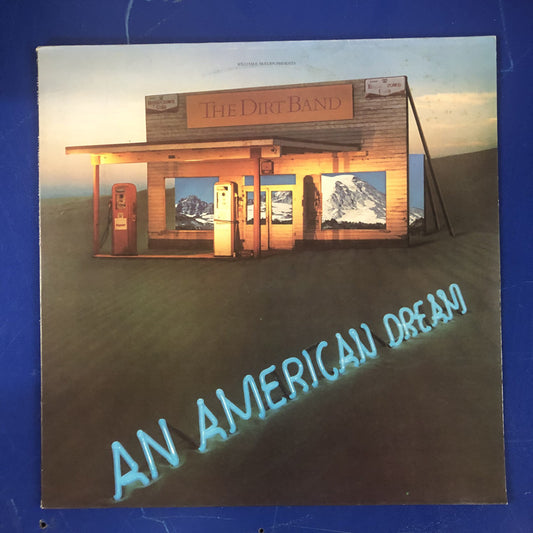 THE DIRT BAND
AN AMERICAN DREAM